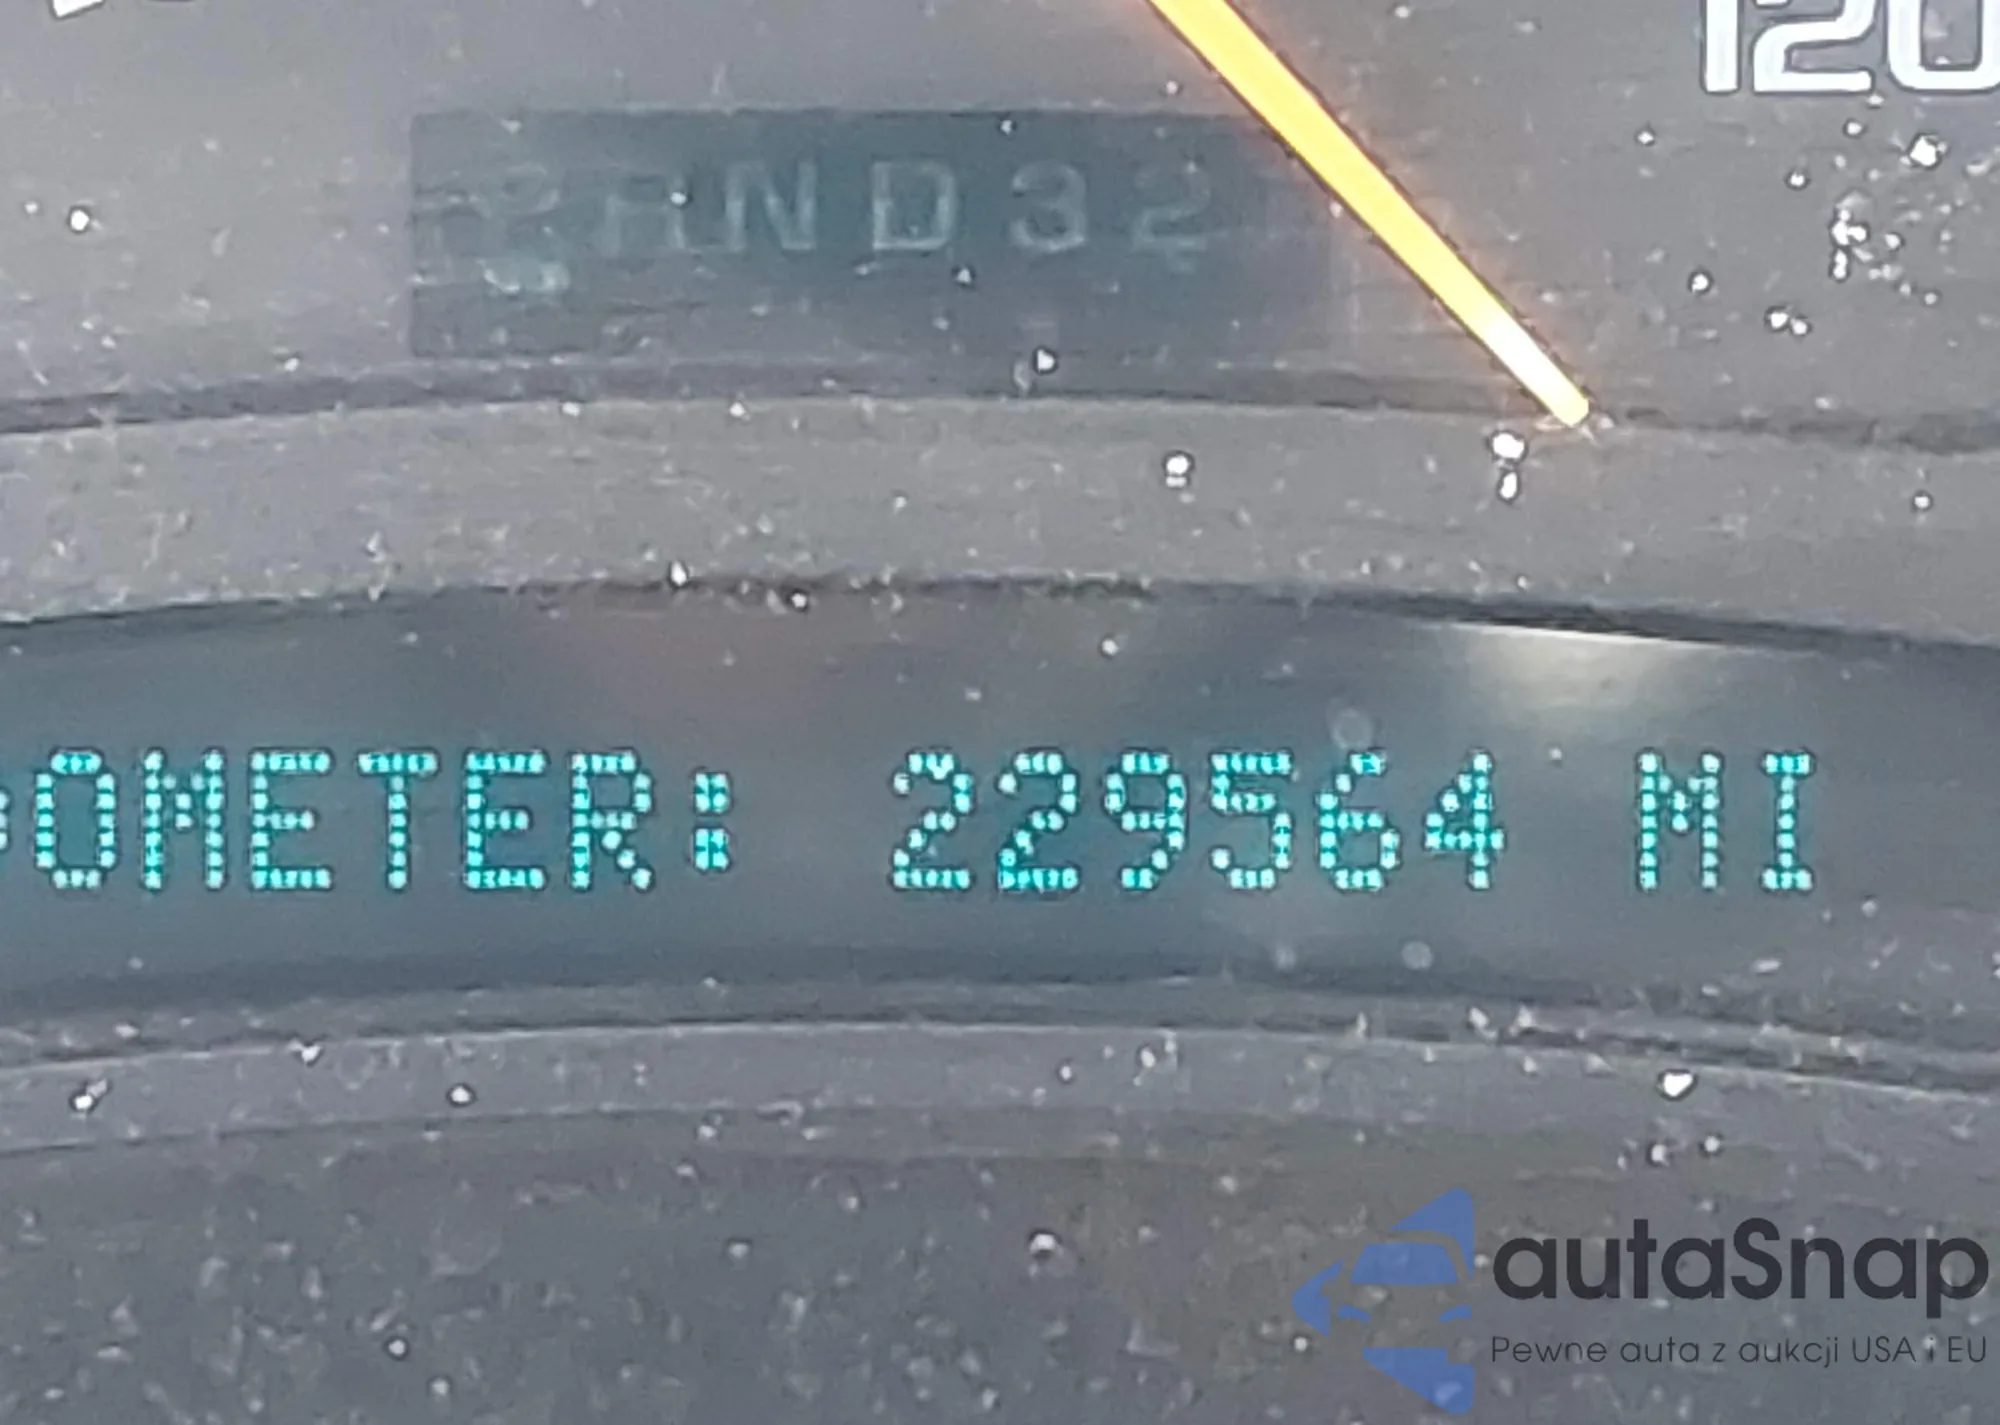 120
PRND32
OMETER: 229564 MI
autaSnap
Pewne auta z aukcji USA i EU